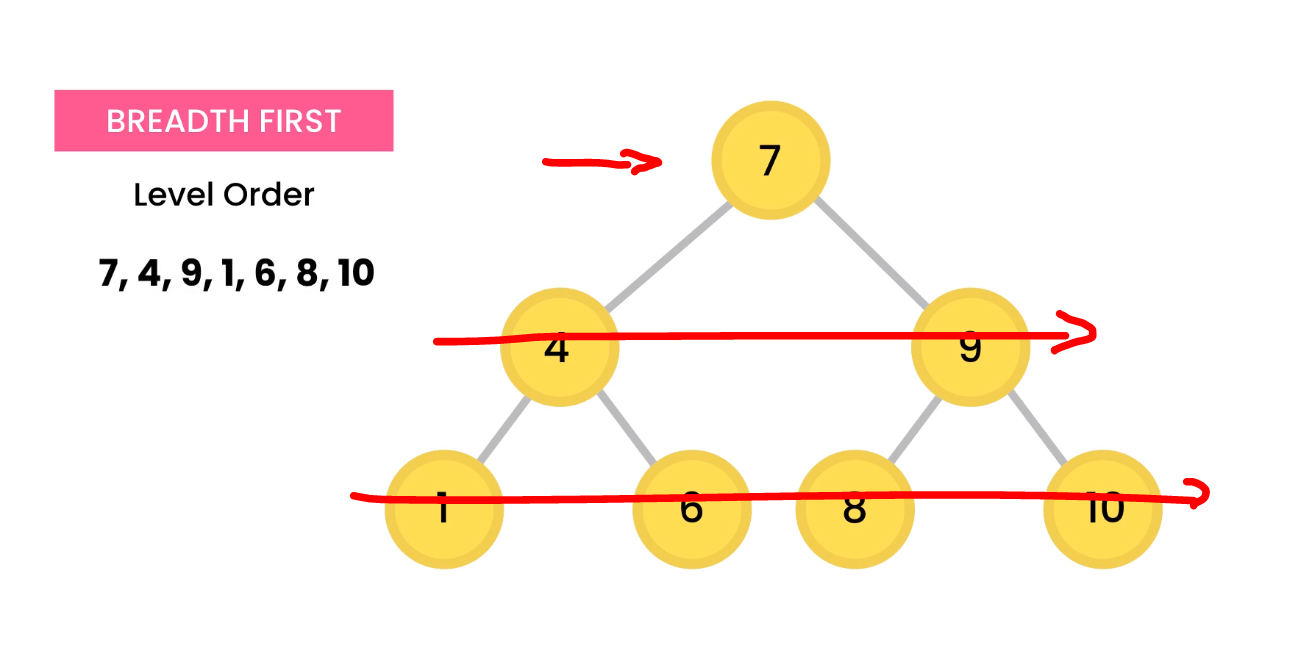 BREADTH FIRST
Level Order
7, 4, 9, 1, 6, 8, 10
7
4
9
1
6
8
10